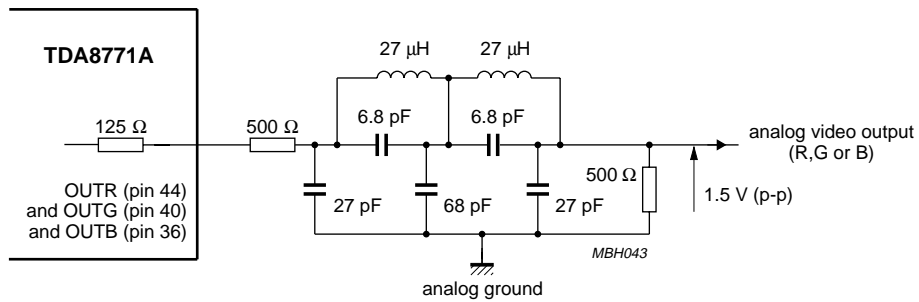 TDA8771A
27 μH
27 μH
125 Ω
500 Ω
6.8 pF
6.8 pF
analog video output
(R,G or B)
OUTR (pin 44)
and OUTG (pin 40)
and OUTB (pin 36)
27 pF
68 pF
27 pF
500 Ω
1.5 V (p-p)
MBH043
analog ground